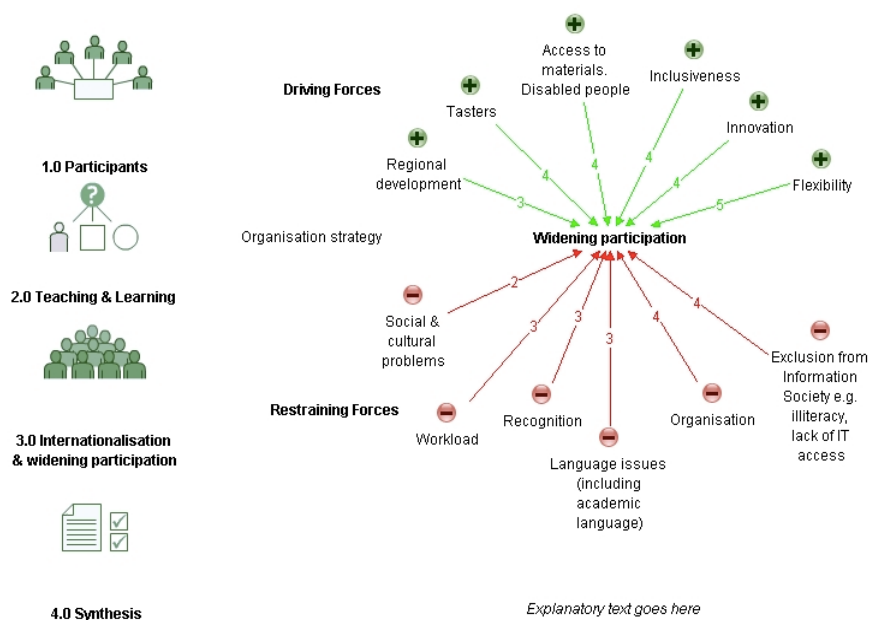 1.0 Participants
?
2.0 Teaching & Learning
3.0 Internationalisation
& widening participation
4.0 Synthesis
Driving Forces
Regional
development
Tasters
Access to
materials.
Disabled people
Inclusiveness
Innovation
Flexibility
3
4
4
4
4
5
Organisation strategy
Widening participation
2
3
3
3
4
4
Restraining Forces
Social &
cultural
problems
Workload
Recognition
Language issues
(including
academic
language)
Organisation
Exclusion from
Information
Society e.g.
illiteracy,
lack of IT
access
Explanatory text goes here